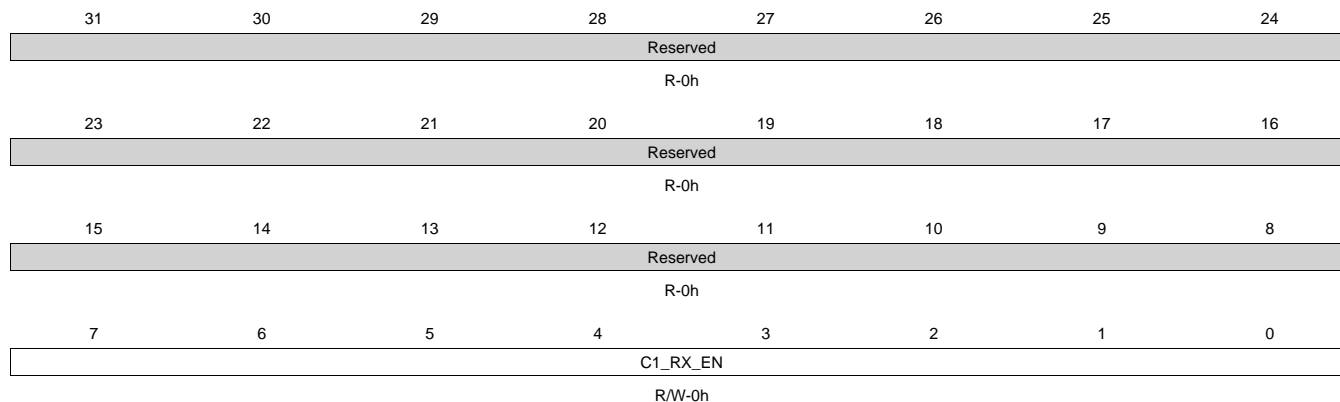 31 30 29 28 27 26 25 24
Reserved
R-0h
23 22 21 20 19 18 17 16
Reserved
R-0h
15 14 13 12 11 10 9 8
Reserved
R-0h
7 6 5 4 3 2 1 0
C1_RX_EN
R/W-0h